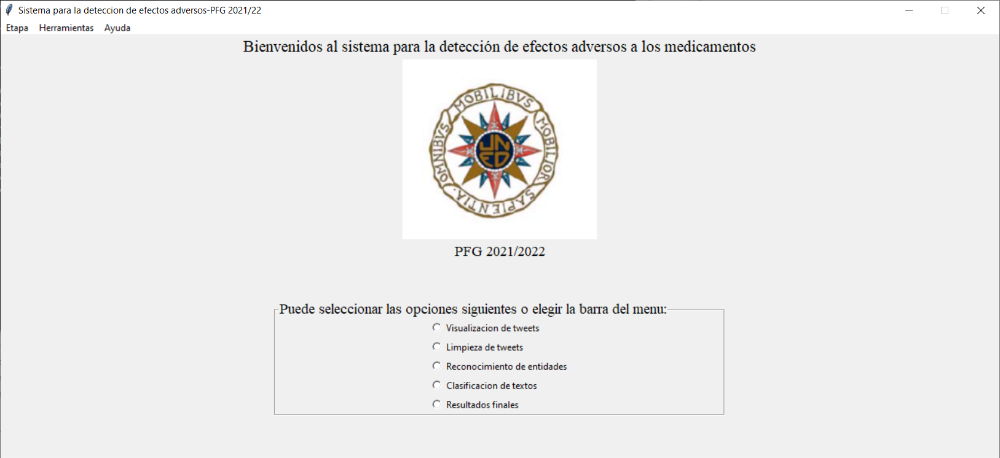 Sistema para la deteccion de efectos adversos-PFG 2021/22
Etapa Herramientas Ayuda
Bienvenidos al sistema para la detección de efectos adversos a los medicamentos
OMNIBVS MOBILIBVS MOBILIOR SAPIENTIA
UNED
PFG 2021/2022
Puede seleccionar las opciones siguientes o elegir la barra del menu:
Visualizacion de tweets
Limpieza de tweets
Reconocimiento de entidades
Clasificacion de textos
Resultados finales